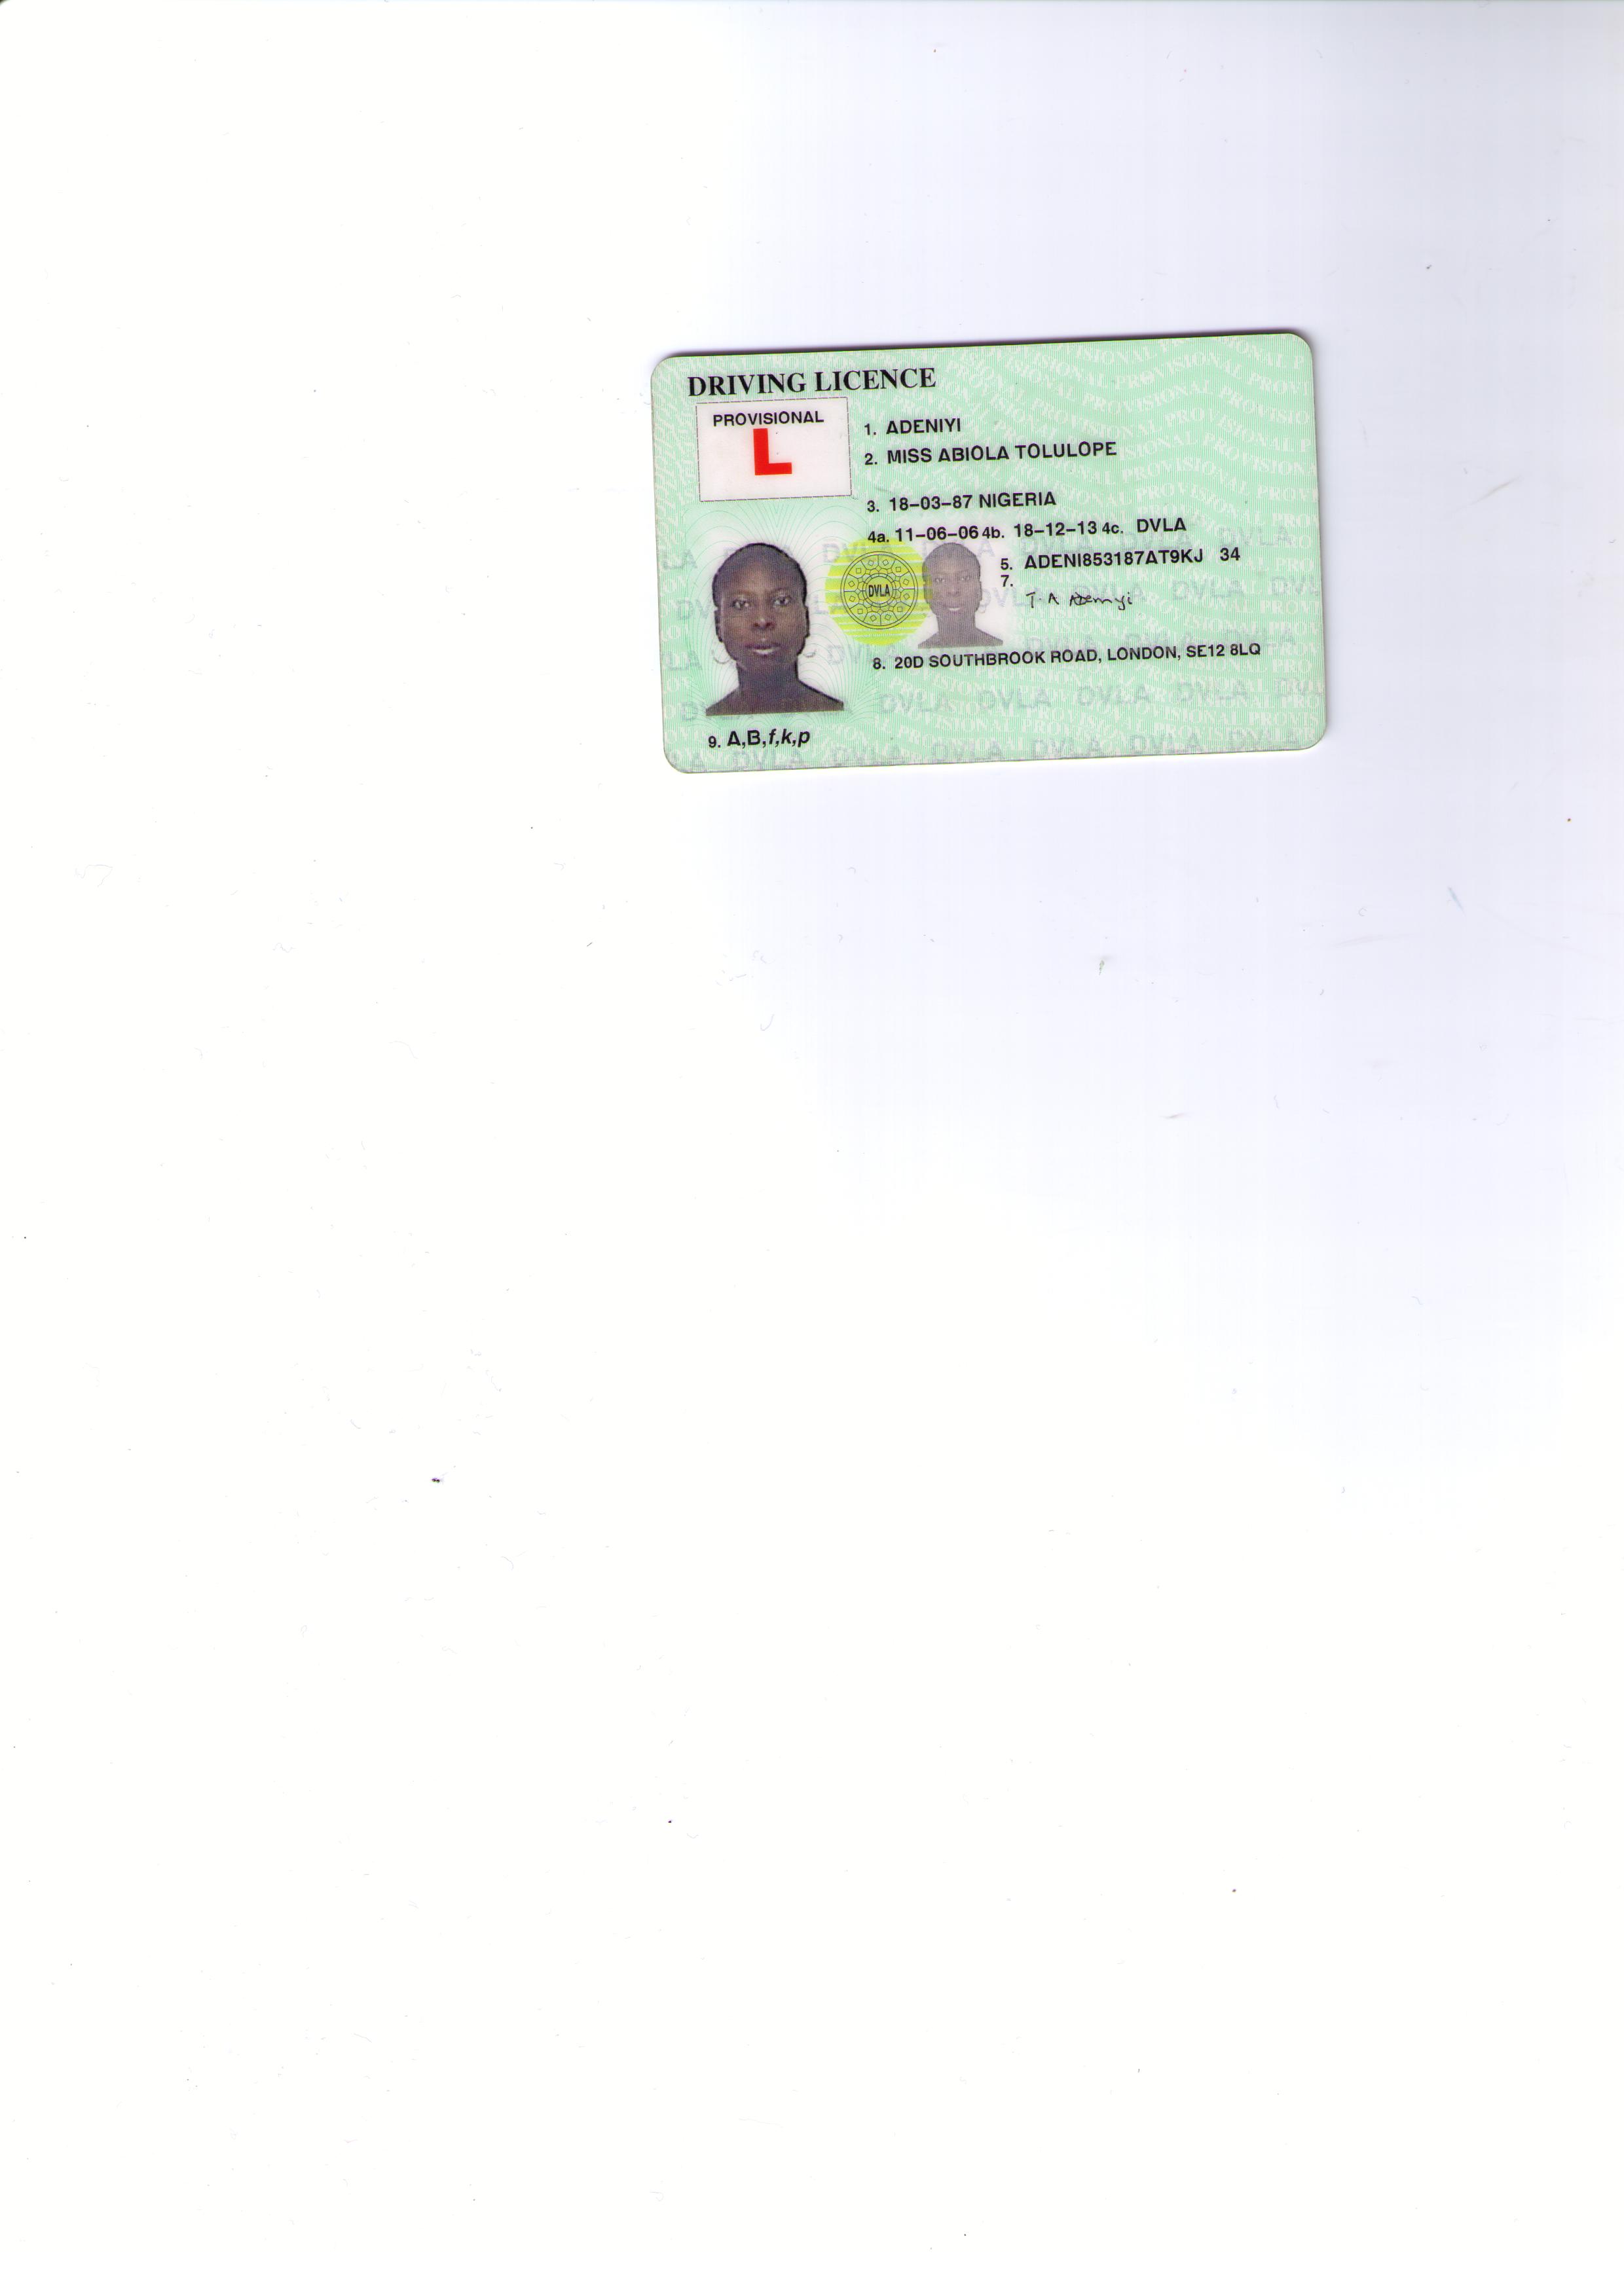 DRIVING LICENCE
PROVISIONAL
L
1. ADENIYI
2. MISS ABIOLA TOLULOPE
3. 18-03-87 NIGERIA
4a. 11-06-06 4b. 18-12-13 4c. DVLA
5. ADENI853187AT9KJ 34
7.
T A Adeniyi
DVLA
8. 20D SOUTHBROOK ROAD, LONDON, SE12 8LQ
9. A,B,f,k,p